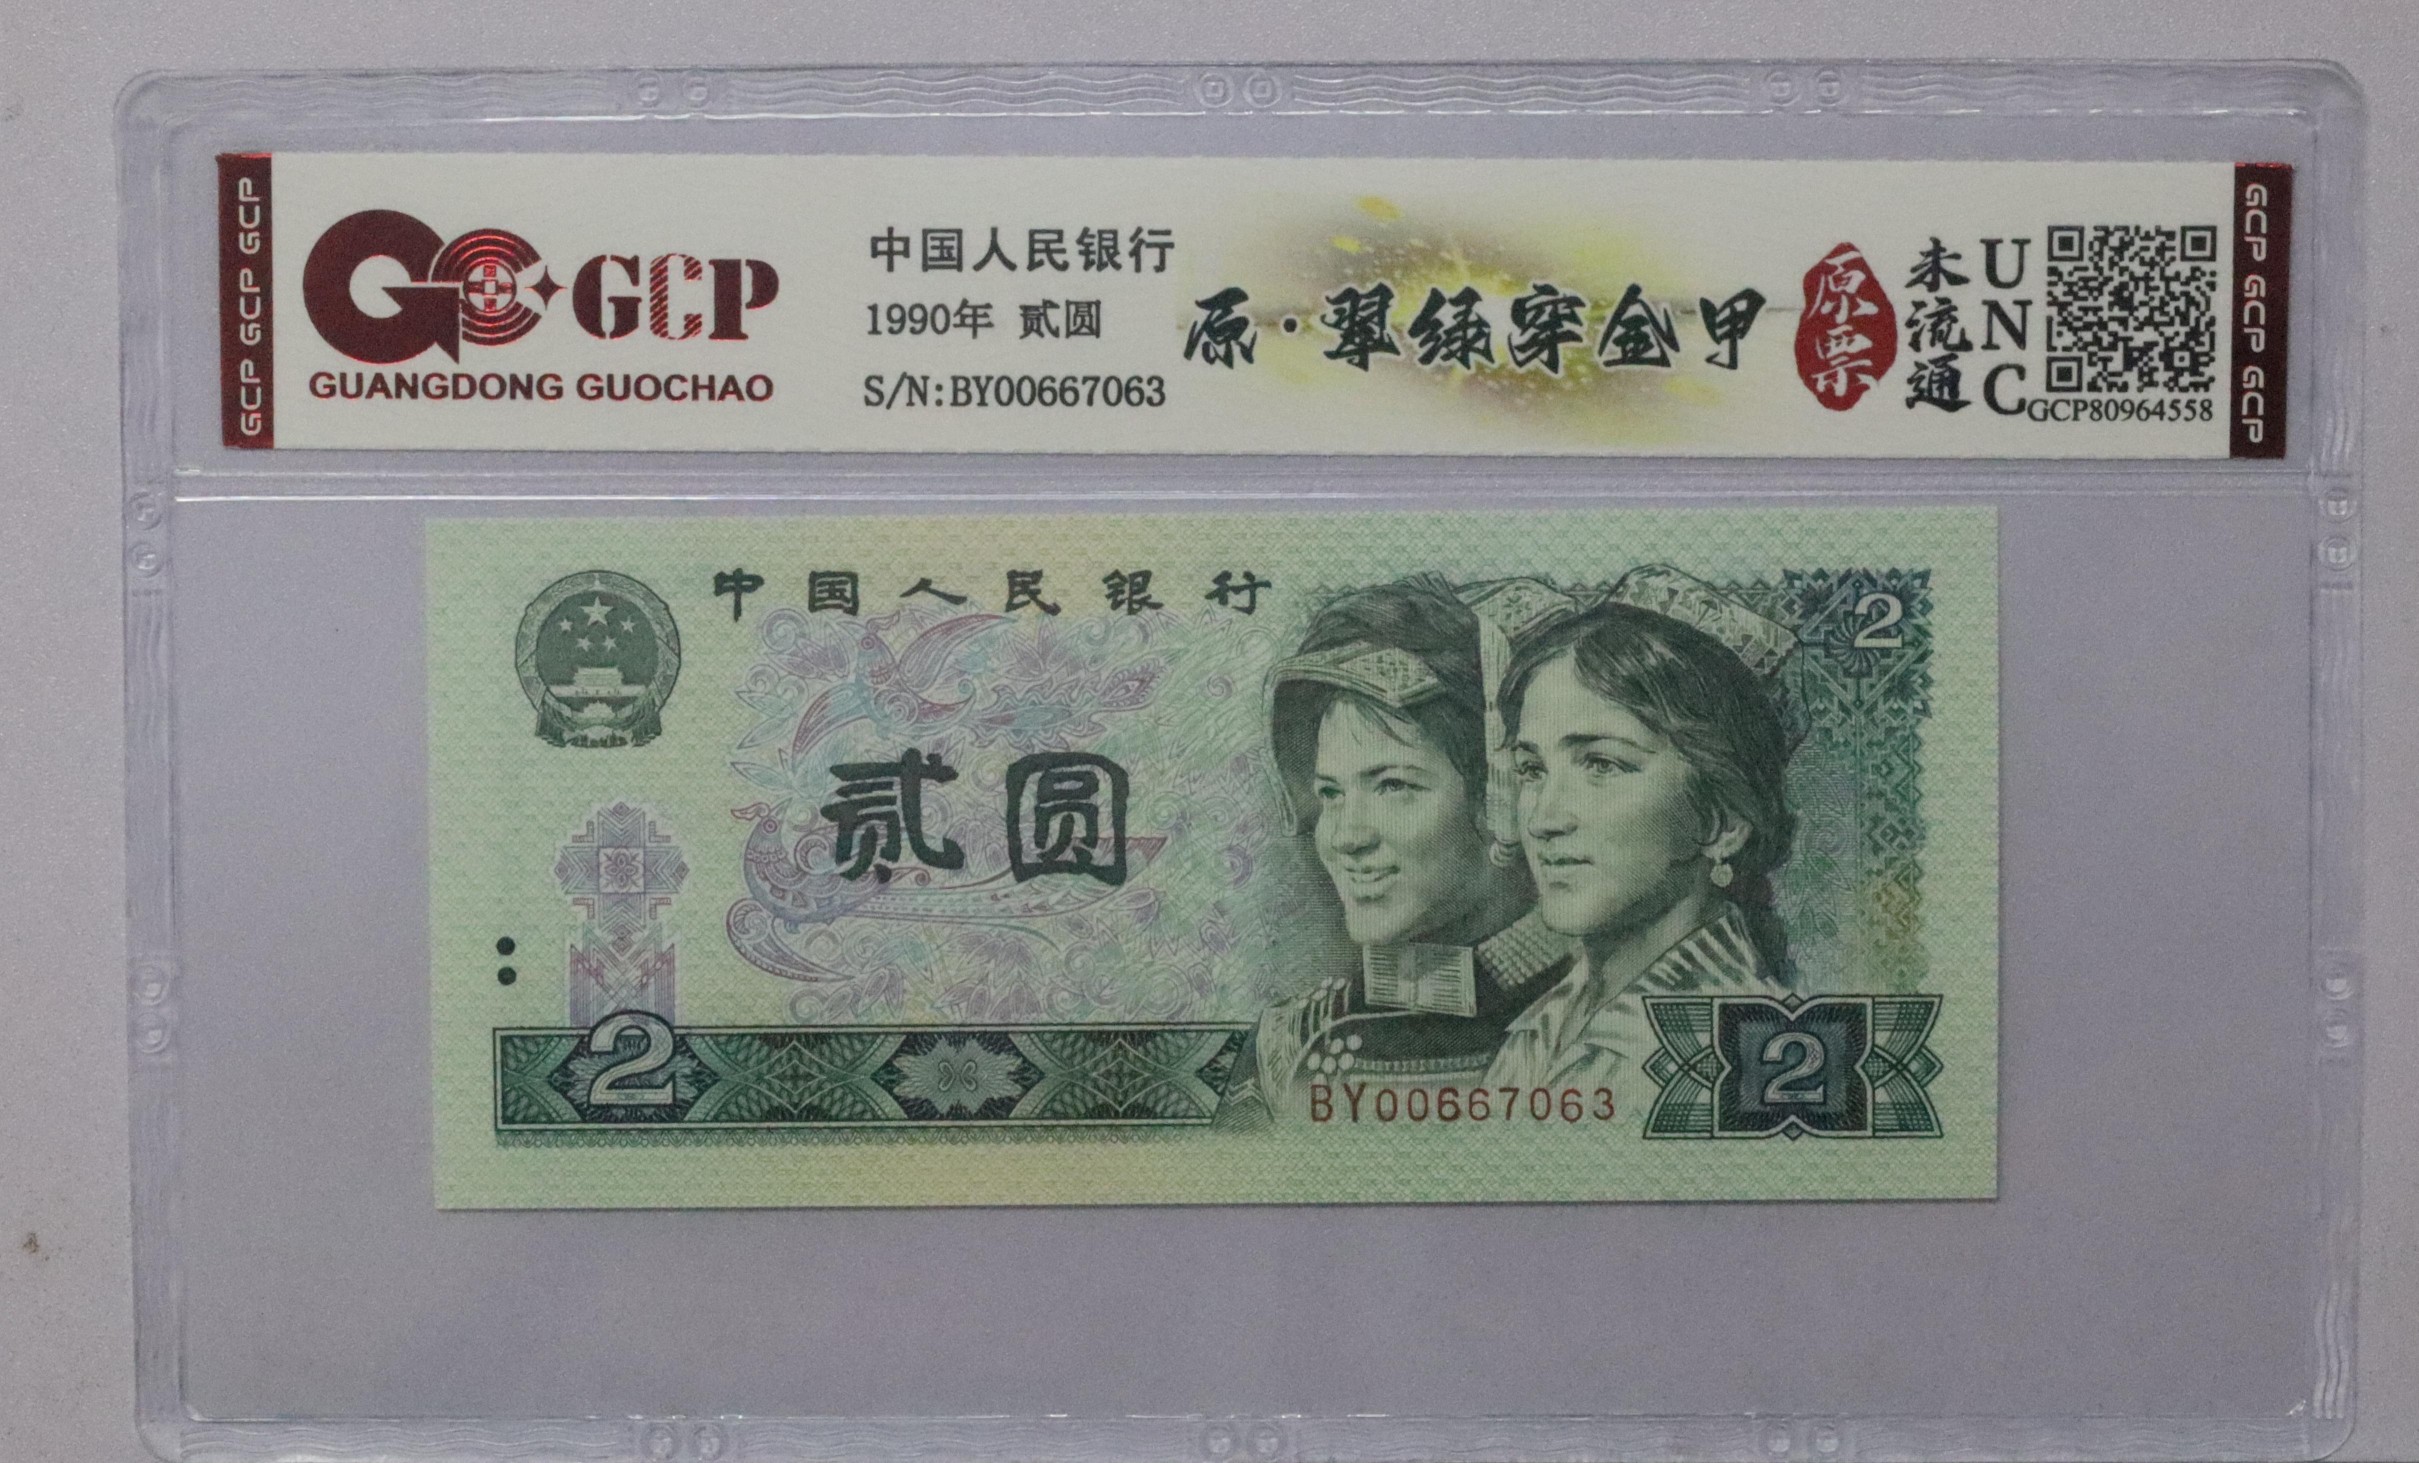 GCP GCP GCP
GCP
GUANGDONG GUOCHAO
中国人民银行
1990年 贰圆
S/N:BY00667063
原·翠绿穿金甲
原票
未流通
UNC
GCP80964558
GCP GCP GCP
中国人民银行
2
贰圆
2
BY00667063
2